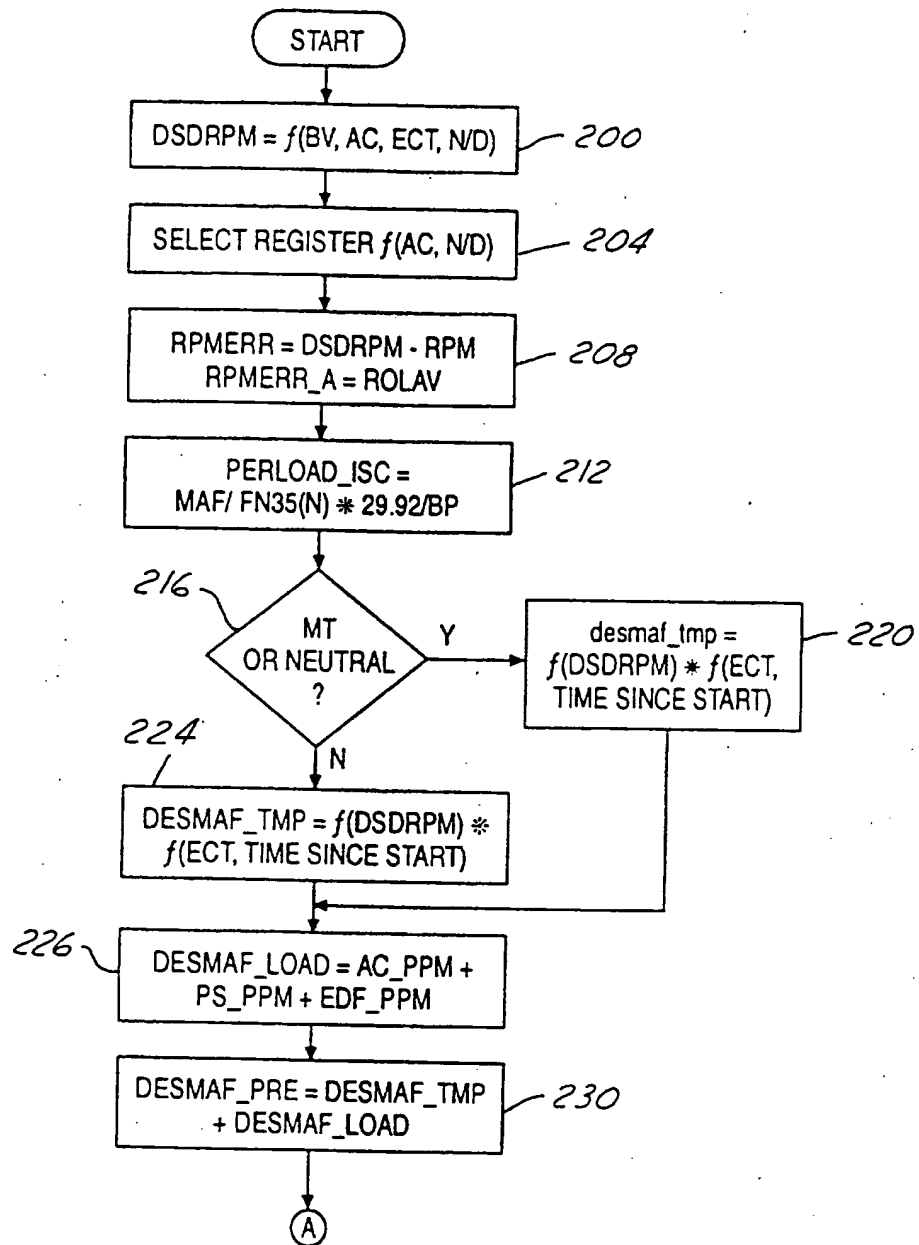 START
DSDRPM = f(BV, AC, ECT, N/D)
200
SELECT REGISTER f(AC, N/D)
204
RPMERR = DSDRPM - RPM
RPMERR_A = ROLAV
208
PERLOAD_ISC =
MAF/ FN35(N) * 29.92/BP
212
216
MT
OR NEUTRAL
?
Y
N
desmaf_tmp =
f(DSDRPM) * f(ECT,
TIME SINCE START)
220
224
DESMAF_TMP = f(DSDRPM) *
f(ECT, TIME SINCE START)
226
DESMAF_LOAD = AC_PPM +
PS_PPM + EDF_PPM
DESMAF_PRE = DESMAF_TMP
+ DESMAF_LOAD
230
A